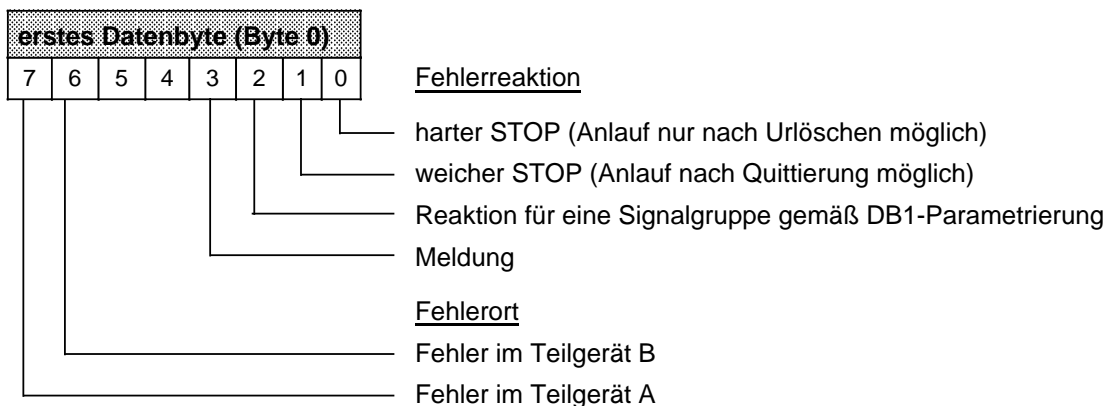 erstes Datenbyte (Byte 0)
7 6 5 4 3 2 1 0
Fehlerreaktion
harter STOP (Anlauf nur nach Urlöschen möglich)
weicher STOP (Anlauf nach Quittierung möglich)
Reaktion für eine Signalgruppe gemäß DB1-Parametrierung
Meldung
Fehlerort
Fehler im Teilgerät B
Fehler im Teilgerät A